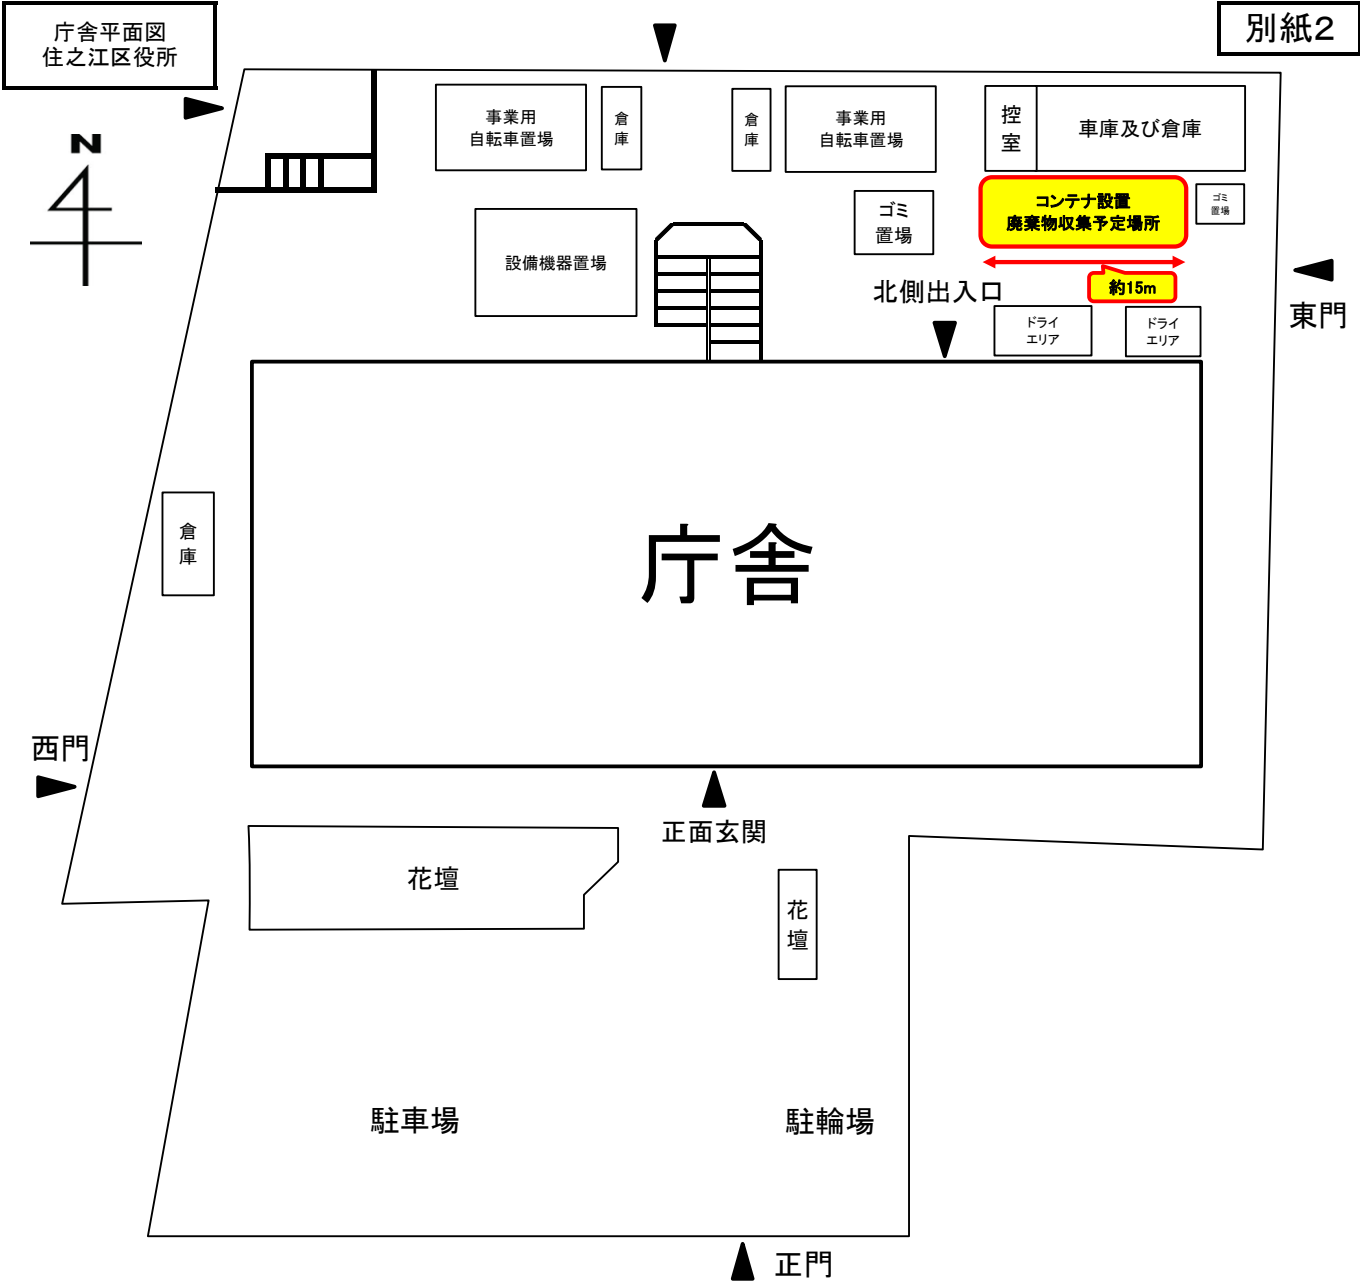 庁舎平面図
住之江区役所
別紙2
N
事業用
自転車置場
倉
庫
倉
庫
事業用
自転車置場
控
室
車庫及び倉庫
コンテナ設置
廃棄物収集予定場所
ゴミ
置場
ゴミ
置場
設備機器置場
約15m
北側出入口
東門
ドライ
エリア
ドライ
エリア
倉
庫
庁舎
西門
正面玄関
花壇
花
壇
駐車場
駐輪場
正門